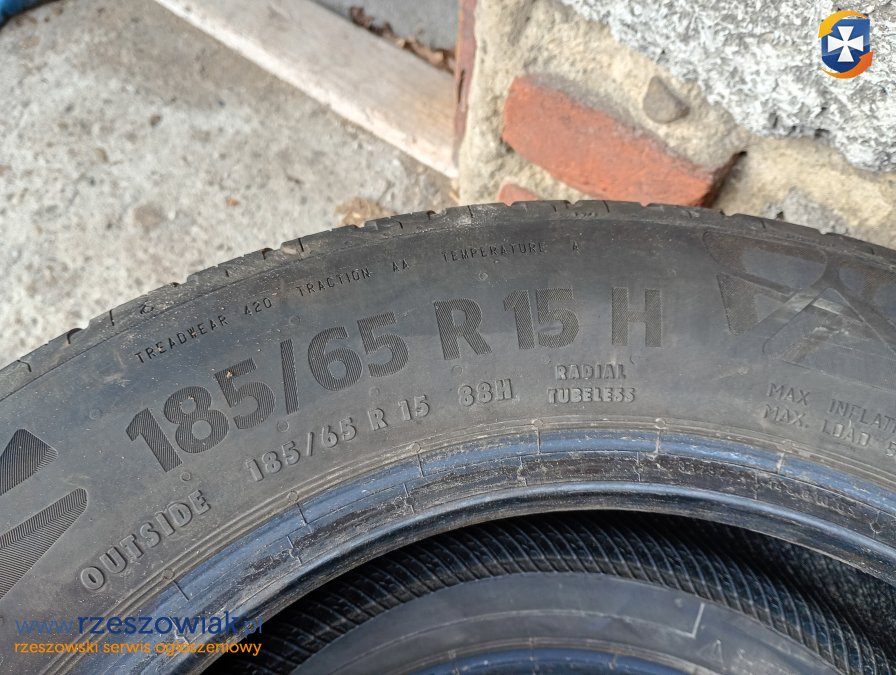 TREADWEAR 420 TRACTION AA TEMPERATURE A
185/65 R 15 H
185/65 R 15 88H
RADIAL
TUBELESS
OUTSIDE
MAX INFLAT
MAX. LOAD
www.rzeszowiak.pl
rzeszowski serwis ogłoszeniowy